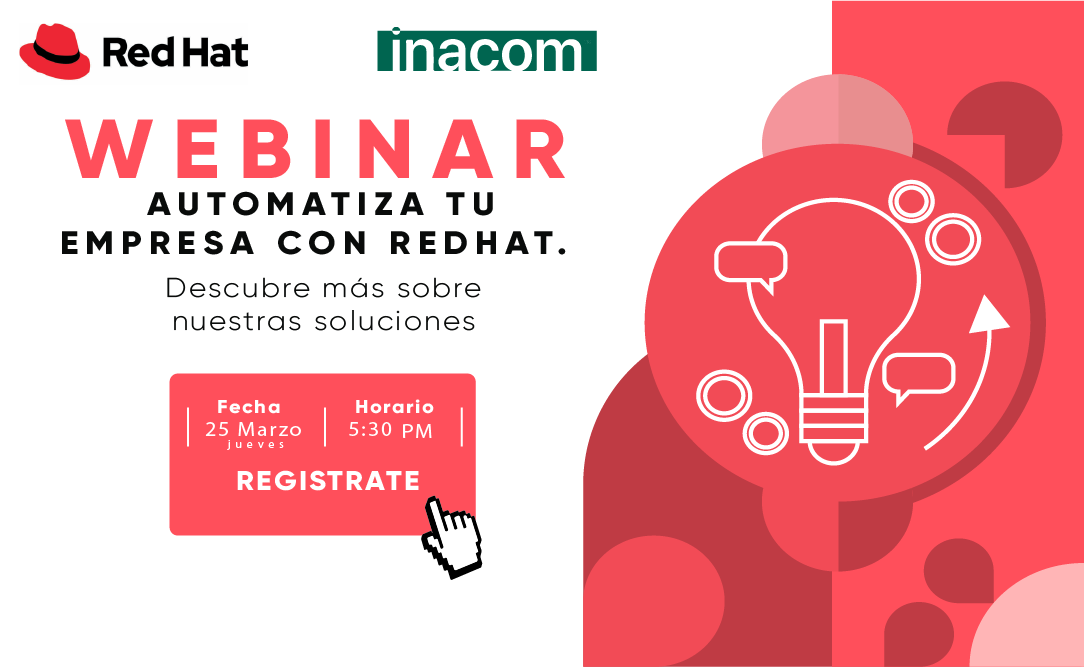 Red Hat
inacom
WEBINAR
AUTOMATIZA TU
EMPRESA CON REDHAT.
Descubre más sobre
nuestras soluciones
Fecha
25 Marzo
jueves
Horario
5:30 PM
REGISTRATE